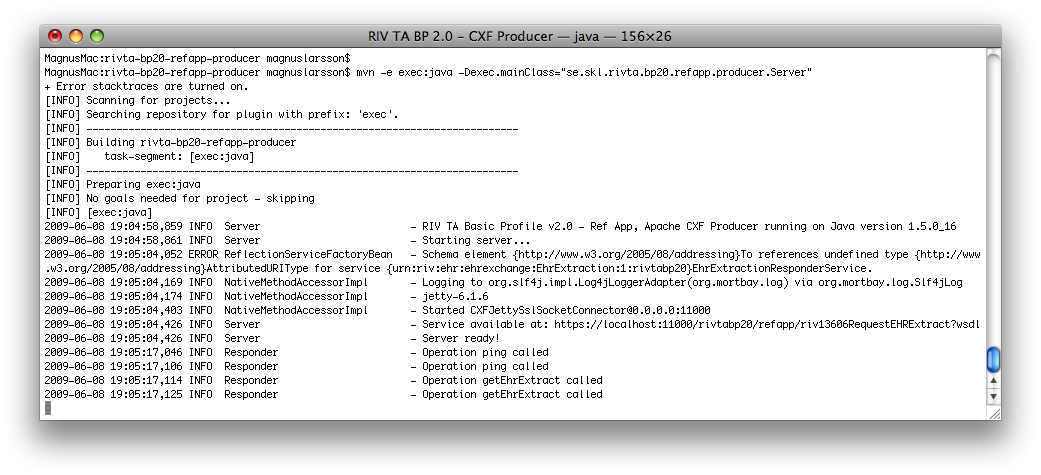 RIV TA BP 2.0 – CXF Producer — java — 156×26
MagnusMac:rivta-bp20-refapp-producer magnuslarsson$
MagnusMac:rivta-bp20-refapp-producer magnuslarsson$ mvn -e exec:java -Dexec.mainClass="se.skl.rivta.bp20.refapp.producer.Server"
+ Error stacktraces are turned on.
[INFO] Scanning for projects...
[INFO] Searching repository for plugin with prefix: 'exec'.
[INFO] ------------------------------------------------------------------------
[INFO] Building rivta-bp20-refapp-producer
[INFO]    task-segment: [exec:java]
[INFO] ------------------------------------------------------------------------
[INFO] Preparing exec:java
[INFO] No goals needed for project - skipping
[INFO] [exec:java]
2009-06-08 19:04:58,859 INFO  Server                         - RIV TA Basic Profile v2.0 - Ref App, Apache CXF Producer running on Java version 1.5.0_16
2009-06-08 19:04:58,861 INFO  Server                         - Starting server...
2009-06-08 19:05:04,052 ERROR ReflectionServiceFactoryBean   - Schema element {http://www.w3.org/2005/08/addressing}To references undefined type {http://www
.w3.org/2005/08/addressing}AttributedURIType for service {urn:riv:ehr:ehrexchange:EhrExtraction:1:rivtabp20}EhrExtractionResponderService.
2009-06-08 19:05:04,169 INFO  NativeMethodAccessorImpl       - Logging to org.slf4j.impl.Log4jLoggerAdapter(org.mortbay.log) via org.mortbay.log.Slf4jLog
2009-06-08 19:05:04,174 INFO  NativeMethodAccessorImpl       - jetty-6.1.6
2009-06-08 19:05:04,403 INFO  NativeMethodAccessorImpl       - Started CXFJettySslSocketConnector@0.0.0.0:11000
2009-06-08 19:05:04,426 INFO  Server                         - Service available at: https://localhost:11000/rivtabp20/refapp/riv13606RequestEHRExtract?wsdl
2009-06-08 19:05:04,426 INFO  Server                         - Server ready!
2009-06-08 19:05:17,046 INFO  Responder                      - Operation ping called
2009-06-08 19:05:17,106 INFO  Responder                      - Operation ping called
2009-06-08 19:05:17,114 INFO  Responder                      - Operation getEhrExtract called
2009-06-08 19:05:17,125 INFO  Responder                      - Operation getEhrExtract called